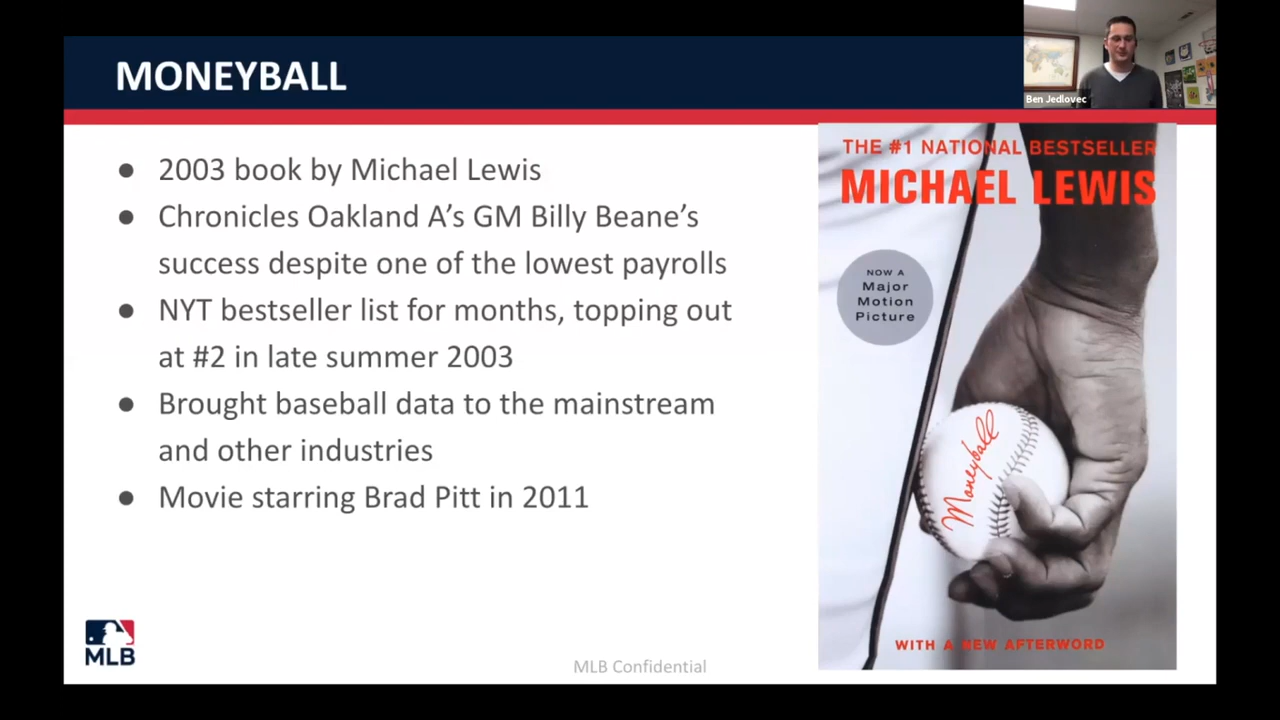 MONEYBALL
Ben Jedlovec
● 2003 book by Michael Lewis
● Chronicles Oakland A’s GM Billy Beane’s
success despite one of the lowest payrolls
● NYT bestseller list for months, topping out
at #2 in late summer 2003
● Brought baseball data to the mainstream
and other industries
● Movie starring Brad Pitt in 2011
THE #1 NATIONAL BESTSELLER
MICHAEL LEWIS
NOW A
Major
Motion
Picture
Moneyball
WITH A NEW AFTERWORD
MLB
MLB Confidential